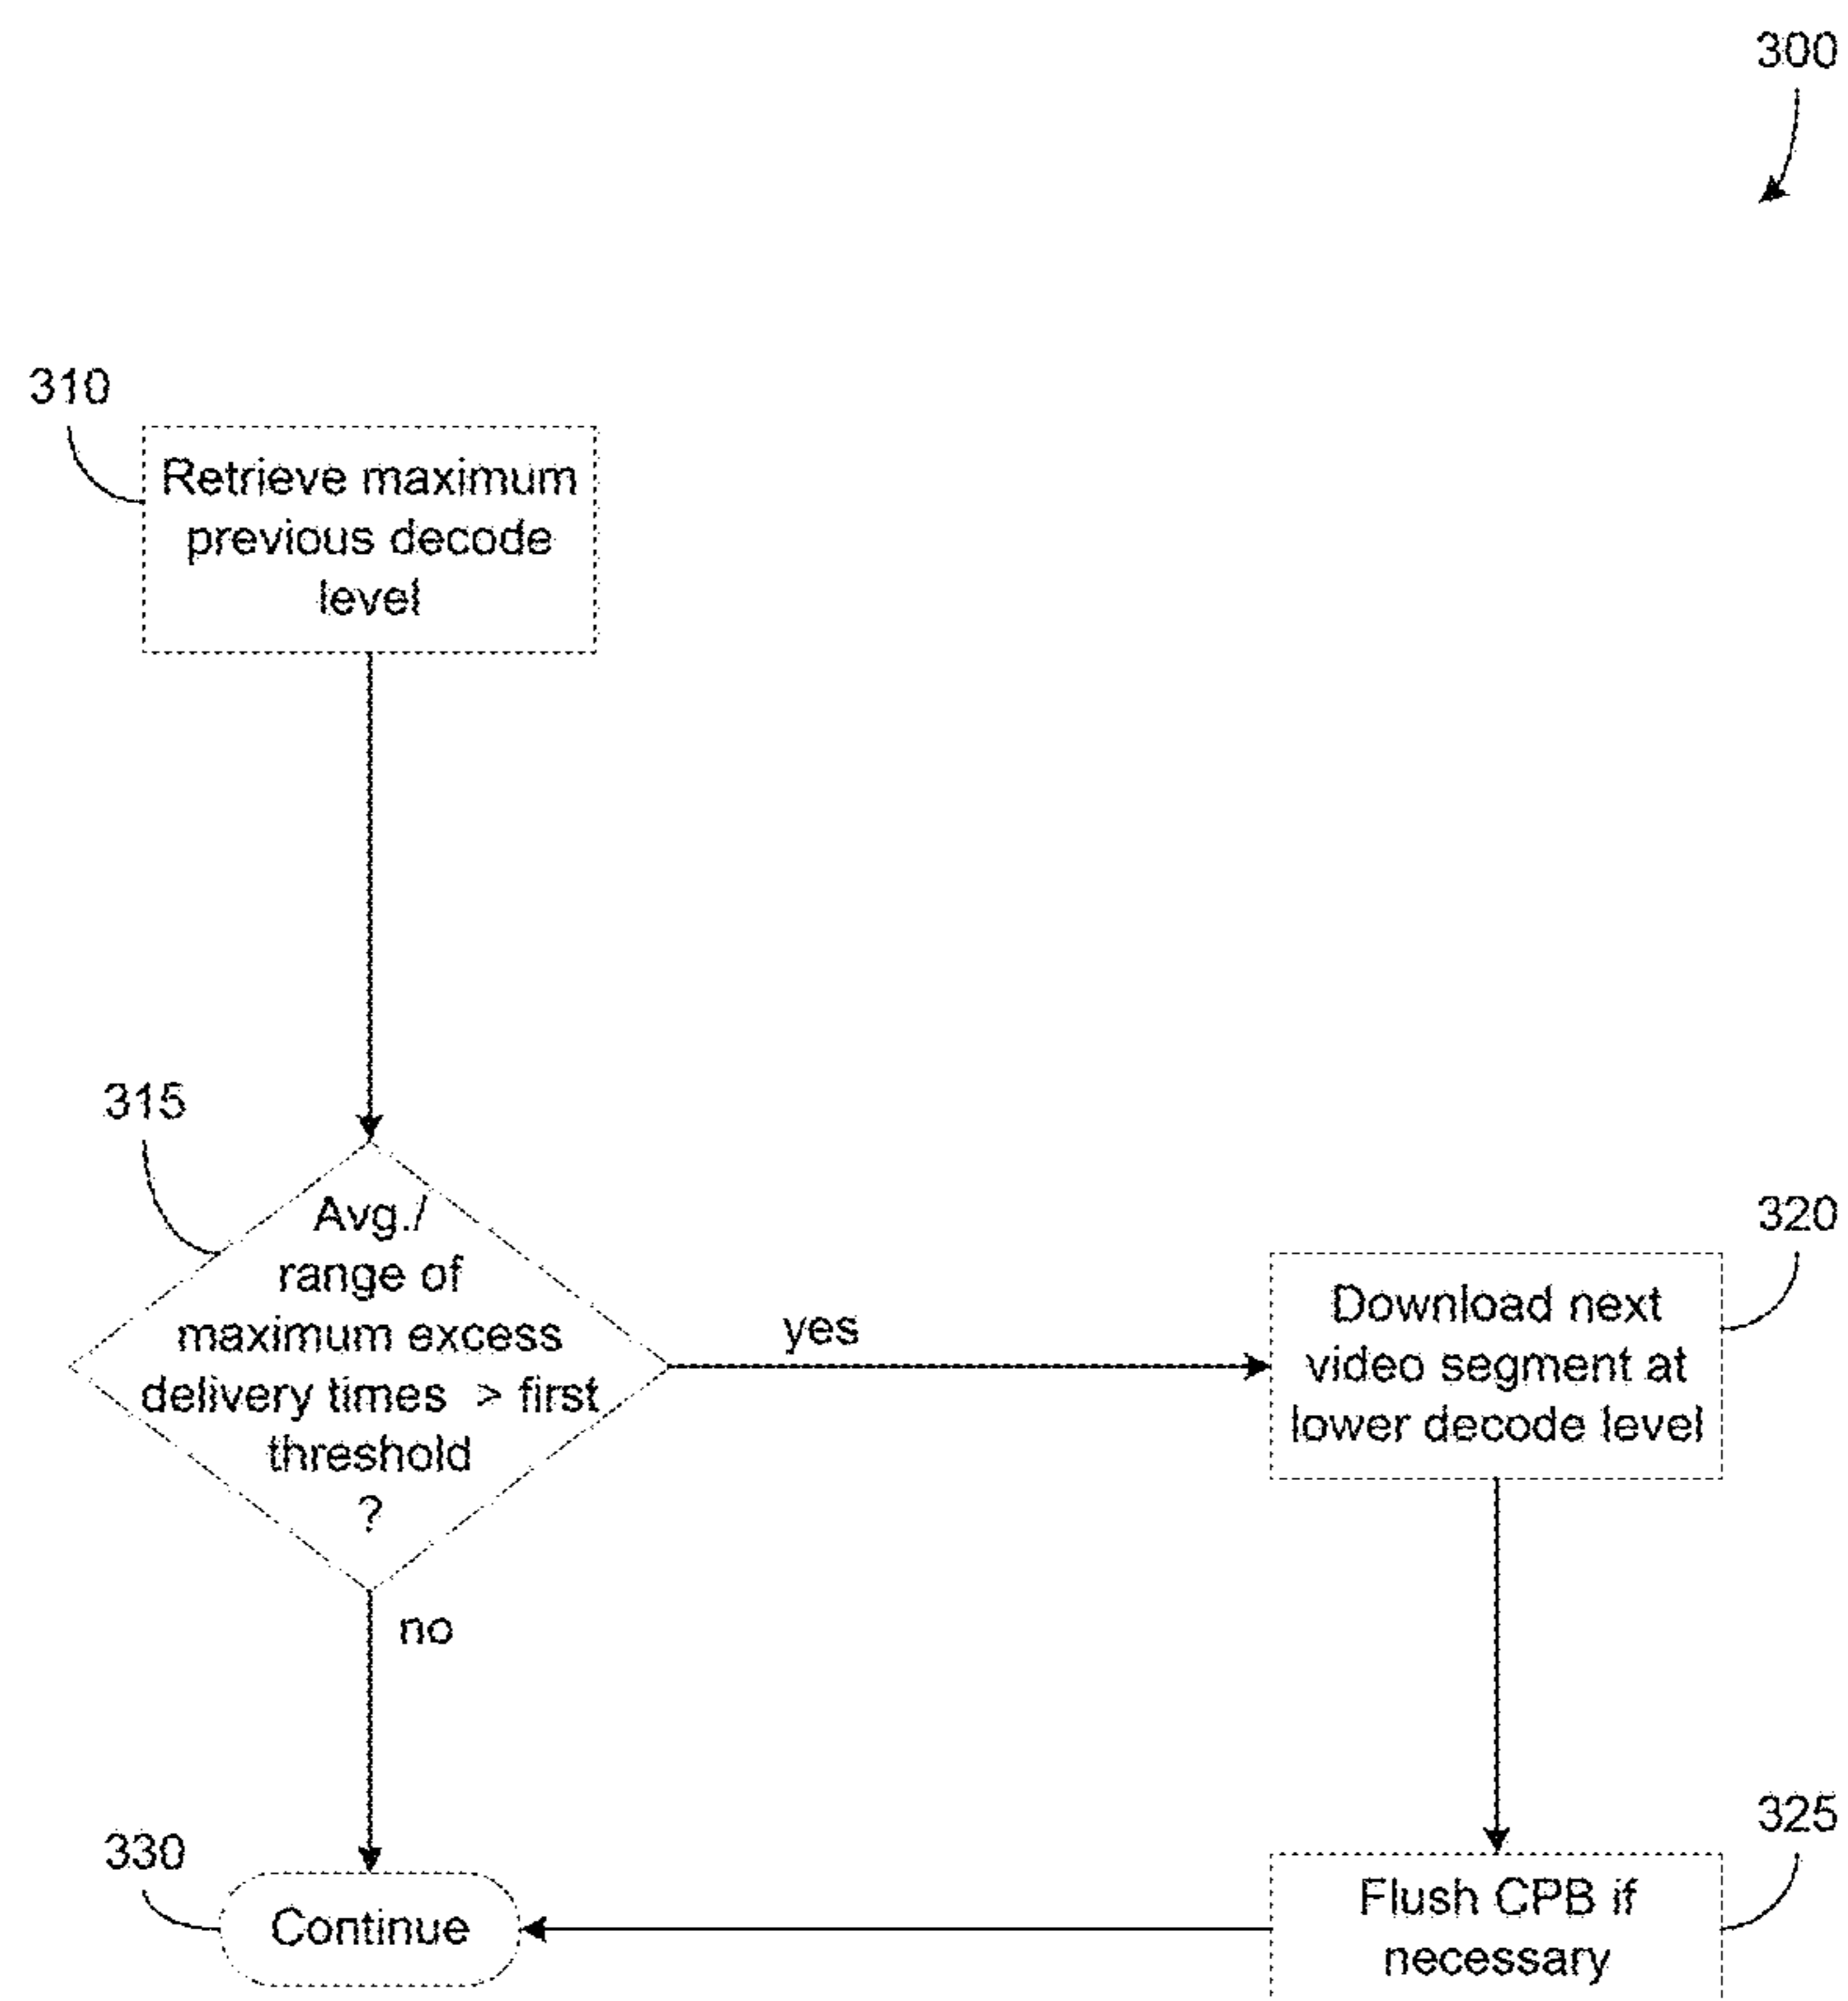 300
310
Retrieve maximum
previous decode
level
315
Avg./
range of
maximum excess
delivery times > first
threshold
?
yes
320
Download next
video segment at
lower decode level
no
330
Continue
325
Flush CPB if
necessary